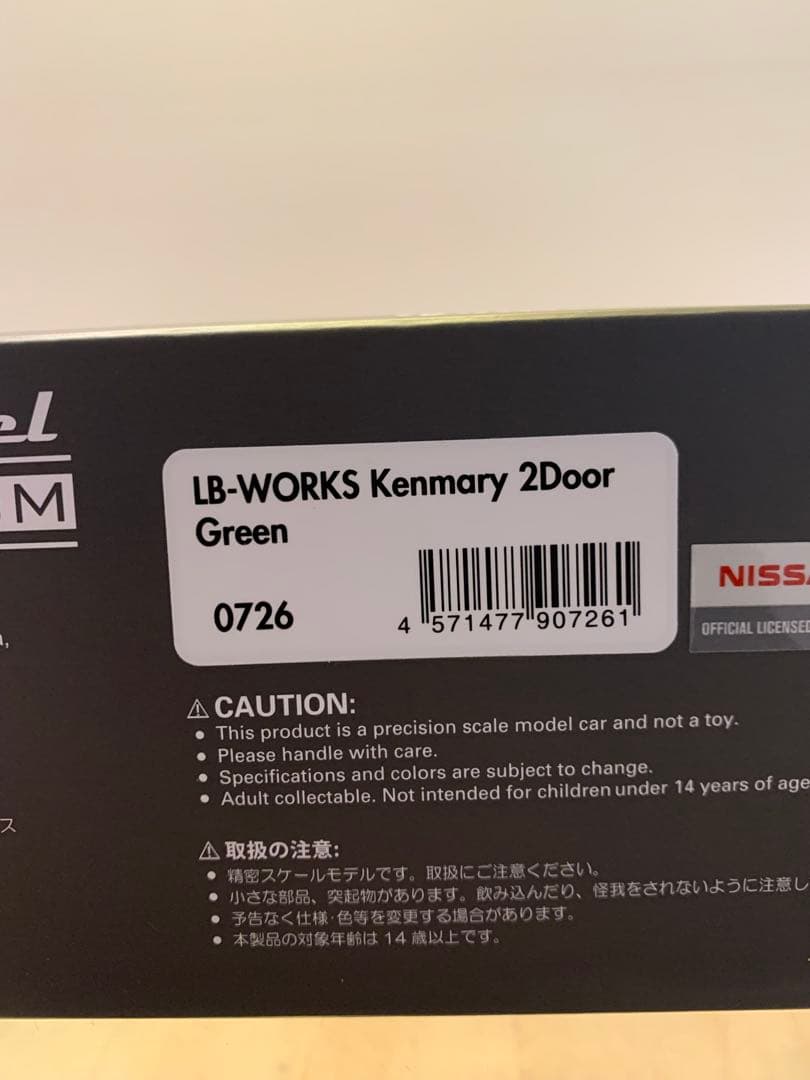 el
M
LB-WORKS Kenmary 2Door
Green
0726
4 571477 907261
NISSA
OFFICIAL LICENSED
⚠ CAUTION:
● This product is a precision scale model car and not a toy.
● Please handle with care.
● Specifications and colors are subject to change.
● Adult collectable. Not intended for children under 14 years of age
ス
⚠ 取扱の注意:
● 精密スケールモデルです。取扱にご注意ください。
● 小さな部品、突起物があります。飲み込んだり、怪我をされないように注意し
● 予告なく仕様·色等を変更する場合があります。
● 本製品の対象年齢は 14 歳以上です。